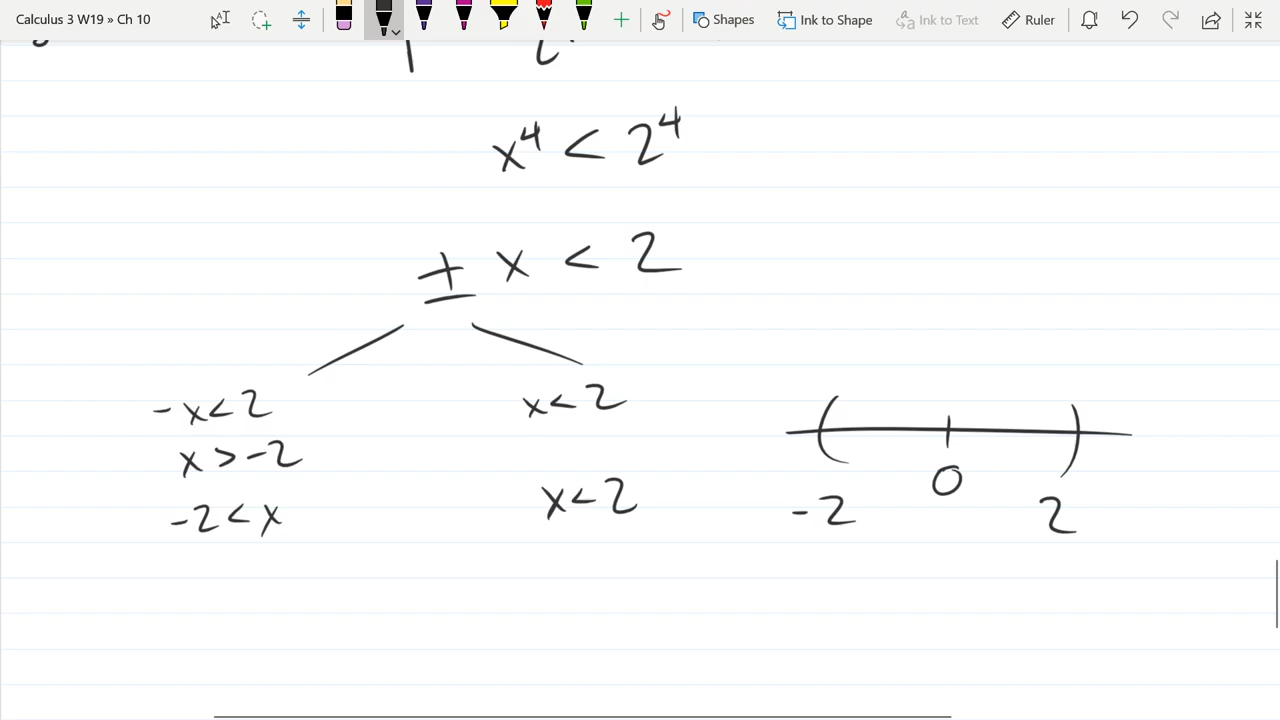 Calculus 3 W19 » Ch 10
Shapes
Ink to Shape
Ink to Text
Ruler
x⁴ < 2⁴
± x < 2
-x < 2
x < 2
x > -2
-2 < x
x < 2
0
-2
2